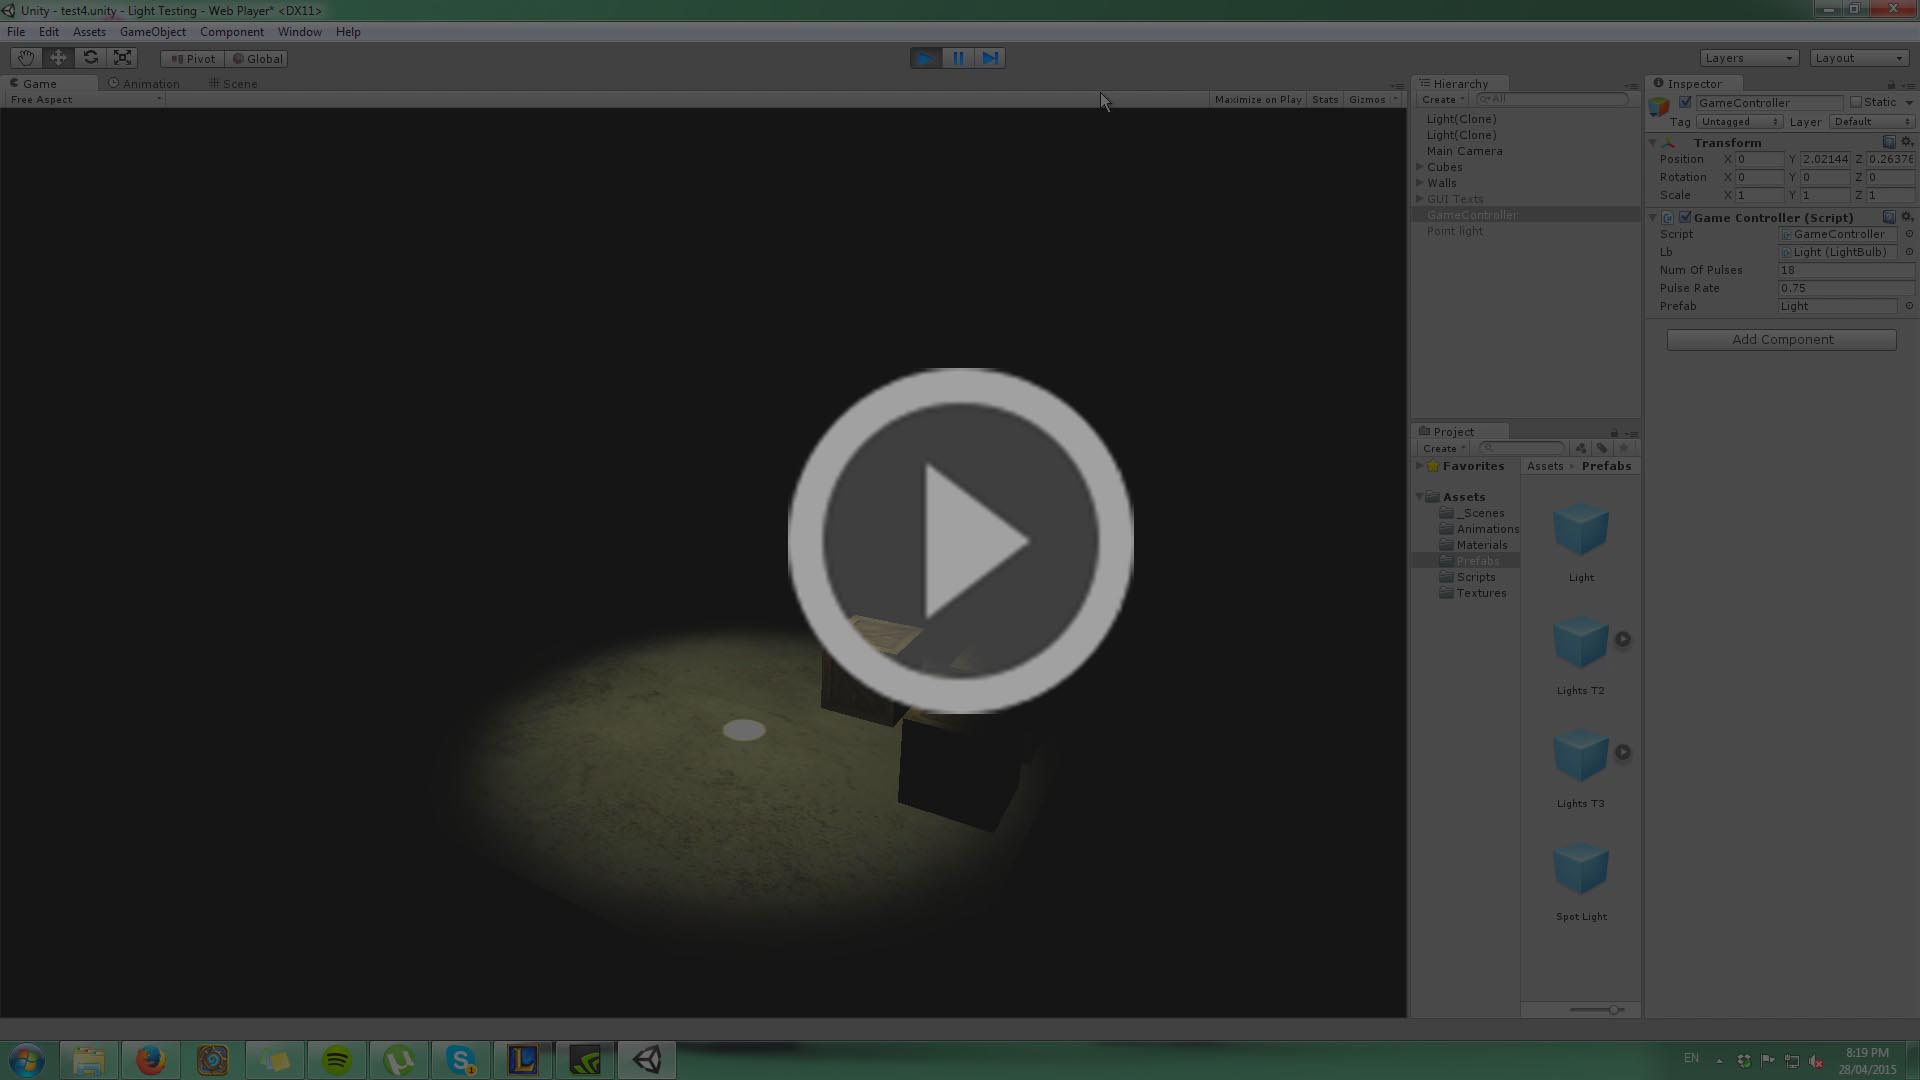 Unity - test4.unity - Light Testing - Web Player* <DX11>
File Edit Assets GameObject Component Window Help
Pivot Global Layers Layout
Game Animation Scene
Free Aspect Maximize on Play Stats Gizmos
Hierarchy
Create All
Light(Clone)
Light(Clone)
Main Camera
Cubes
Walls
GUI Texts
GameController
Point light
Project
Create
Favorites
Assets
_Scenes
Animations
Materials
Prefabs
Scripts
Textures
Assets Prefabs
Light
Lights T2
Lights T3
Spot Light
Inspector
GameController Static
Tag Untagged Layer Default
Transform
Position X 0 Y 2.02144 Z 0.26376
Rotation X 0 Y 0 Z 0
Scale X 1 Y 1 Z 1
Game Controller (Script)
Script GameController
Lb Light (LightBulb)
Num Of Pulses 18
Pulse Rate 0.75
Prefab Light
Add Component
EN 8:19 PM
28/04/2015